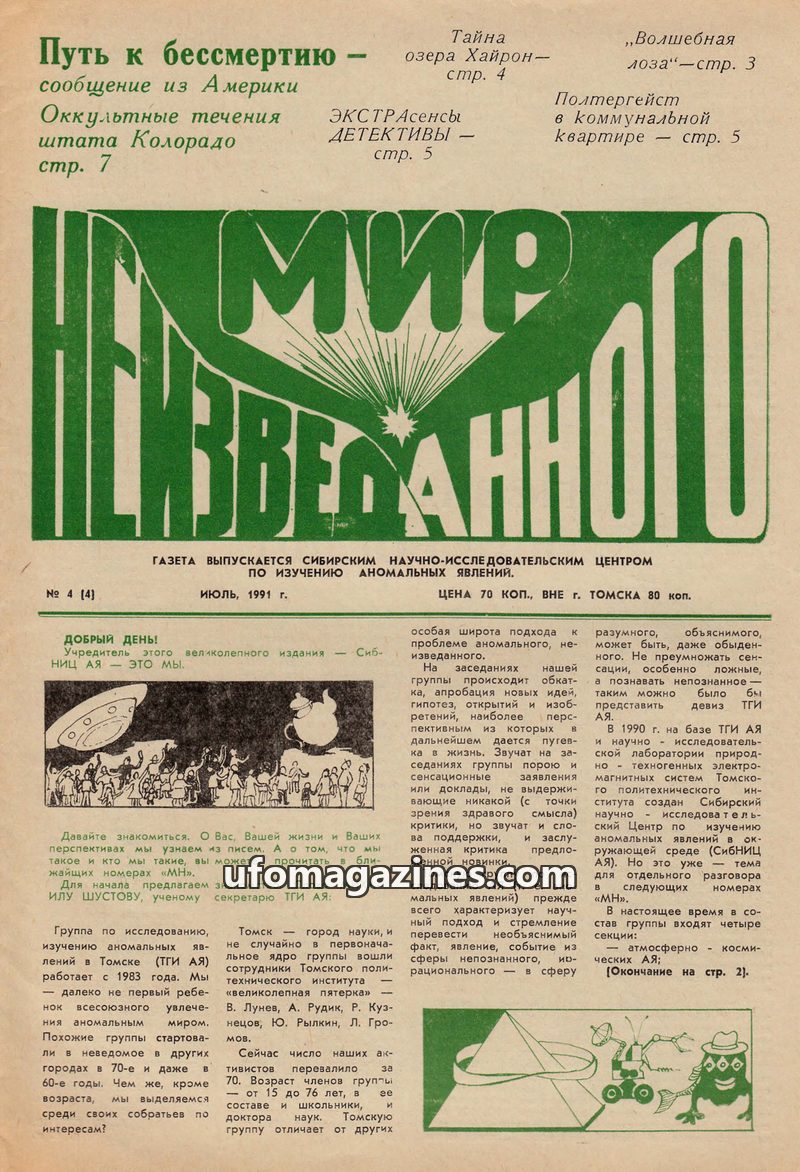 Путь к бессмертию —
сообщение из Америки
Оккультные течения
штата Колорадо
стр. 7
Тайна
озера Хайрон—
стр. 4
ЭКСТРАсенсы
ДЕТЕКТИВЫ —
стр. 5
„Волшебная
лоза“—стр. 3
Полтергейст
в коммунальной
квартире — стр. 5
МИР
НЕИЗВЕДАННОГО
ГАЗЕТА ВЫПУСКАЕТСЯ СИБИРСКИМ НАУЧНО-ИССЛЕДОВАТЕЛЬСКИМ ЦЕНТРОМ
ПО ИЗУЧЕНИЮ АНОМАЛЬНЫХ ЯВЛЕНИЙ.
№ 4 (4) ИЮЛЬ, 1991 г. ЦЕНА 70 КОП., ВНЕ г. ТОМСКА 80 коп.
ДОБРЫЙ ДЕНЬ!
Учредитель этого великолепного издания — Сиб-
НИЦ АЯ — ЭТО МЫ.
Давайте знакомиться. О Вас, Вашей жизни и Ваших
перспективах мы узнаем из писем. А о том, что мы
такое и кто мы такие, вы можете прочитать в бли-
жайщих номерах «МН».
Для начала предлагаем
ИЛУ ШУСТОВУ, ученому секретарю ТГИ АЯ:
Группа по исследованию,
изучению аномальных яв-
лений в Томске (ТГИ АЯ)
работает с 1983 года. Мы
— далеко не первый ребе-
нок всесоюзного увлече-
ния аномальным миром.
Похожие группы стартова-
ли в неведомое в других
городах в 70-е и даже в
60-е годы. Чем же, кроме
возраста, мы выделяемся
среди своих собратьев по
интересам?
Томск — город науки, и
не случайно в первоначаль-
ное ядро группы вошли
сотрудники Томского поли-
технического института —
«великолепная пятерка» —
В. Лунев, А. Рудик, Р. Куз-
нецов, Ю. Рылкин, Л. Гро-
мов.
Сейчас число наших ак-
тивистов перевалило за
70. Возраст членов группы
— от 15 до 76 лет, в ее
составе и школьники, и
доктора наук. Томскую
группу отличает от других
особая широта подхода к
проблеме аномального, не-
изведанного.
На заседаниях нашей
группы происходит обкат-
ка, апробация новых идей,
гипотез, открытий и изоб-
ретений, наиболее перс-
пективным из которых в
дальнейшем дается путев-
ка в жизнь. Звучат на за-
седаниях группы порою и
сенсационные заявления
или доклады, не выдержи-
вающие никакой (с точки
зрения здравого смысла)
критики, но звучат и сло-
ва поддержки, и заслу-
женная критика предло-
женной новинки.
мальных явлений) прежде
всего характеризует науч-
ный подход и стремление
перевести необъяснимый
факт, явление, событие из
сферы непознанного, ир-
рационального — в сферу
разумного, объяснимого,
может быть, даже обыден-
ного. Не преумножать сен-
сации, особенно ложные,
а познавать непознанное —
таким можно было бы
представить девиз ТГИ
АЯ.
В 1990 г. на базе ТГИ АЯ
и научно - исследователь-
ской лаборатории природ-
но - техногенных электро-
магнитных систем Томско-
го политехнического ин-
ститута создан Сибирский
научно - исследователь-
ский Центр по изучению
аномальных явлений в ок-
ружающей среде (СибНИЦ
АЯ). Но это уже — тема
для отдельного разговора
в следующих номерах
«МН».
В настоящее время в со-
став группы входят четыре
секции:
— атмосферно - косми-
ческих АЯ;
(Окончание на стр. 2).
ufomagazines.com